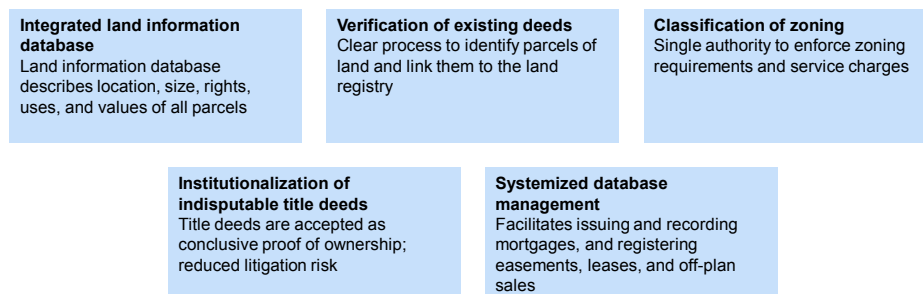 Integrated land information
database
Land information database
describes location, size, rights,
uses, and values of all parcels
Verification of existing deeds
Clear process to identify parcels of
land and link them to the land
registry
Classification of zoning
Single authority to enforce zoning
requirements and service charges
Institutionalization of
indisputable title deeds
Title deeds are accepted as
conclusive proof of ownership;
reduced litigation risk
Systemized database
management
Facilitates issuing and recording
mortgages, and registering
easements, leases, and off-plan
sales